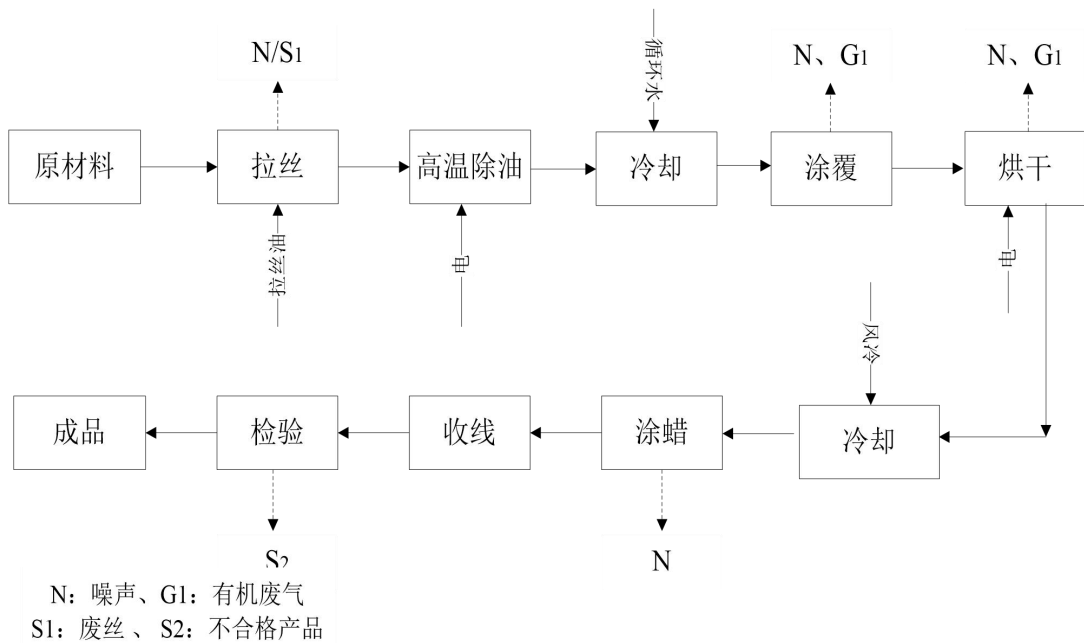 N/S1
循环水
N、G1
N、G1
原材料
拉丝
高温除油
冷却
涂覆
烘干
拉丝油
电
电
风冷
成品
检验
收线
涂蜡
冷却
S2
N
N：噪声、G1：有机废气
S1：废丝 、 S2：不合格产品